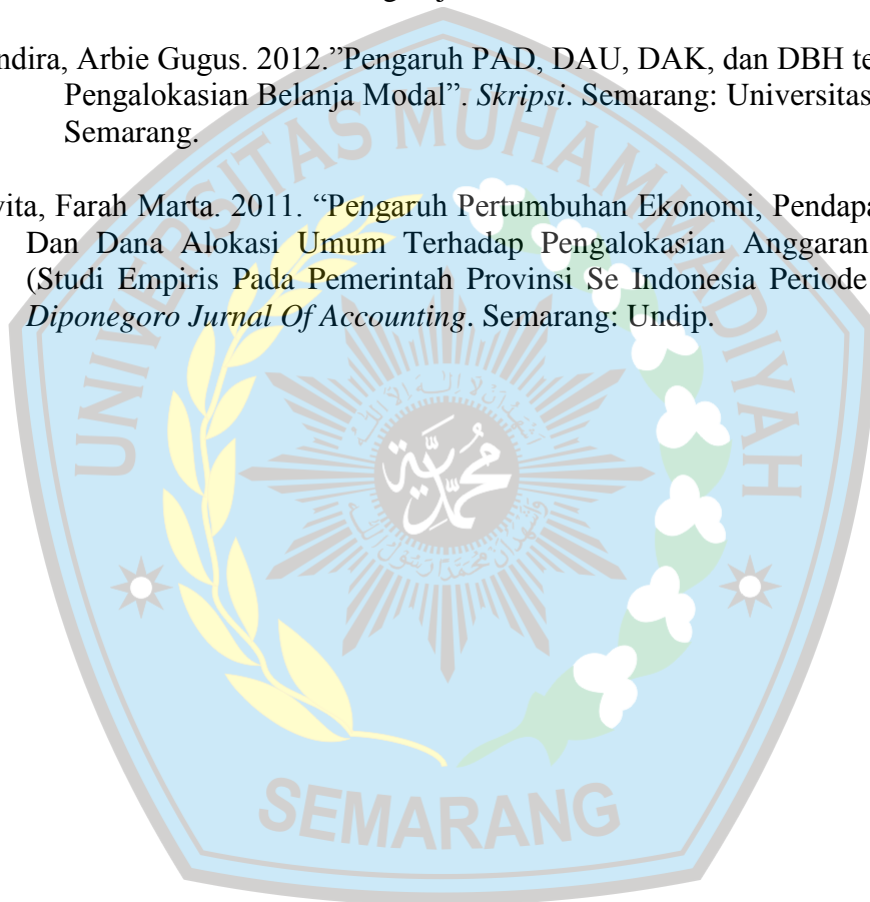 ndira, Arbie Gugus. 2012.”Pengaruh PAD, DAU, DAK, dan DBH te
Pengalokasian Belanja Modal”. Skripsi. Semarang: Universitas
Semarang.
vita, Farah Marta. 2011. “Pengaruh Pertumbuhan Ekonomi, Pendapa
Dan Dana Alokasi Umum Terhadap Pengalokasian Anggaran
(Studi Empiris Pada Pemerintah Provinsi Se Indonesia Periode
Diponegoro Jurnal Of Accounting. Semarang: Undip.
UNIVERSITAS MUHAMMADIYAH
محمدية
SEMARANG